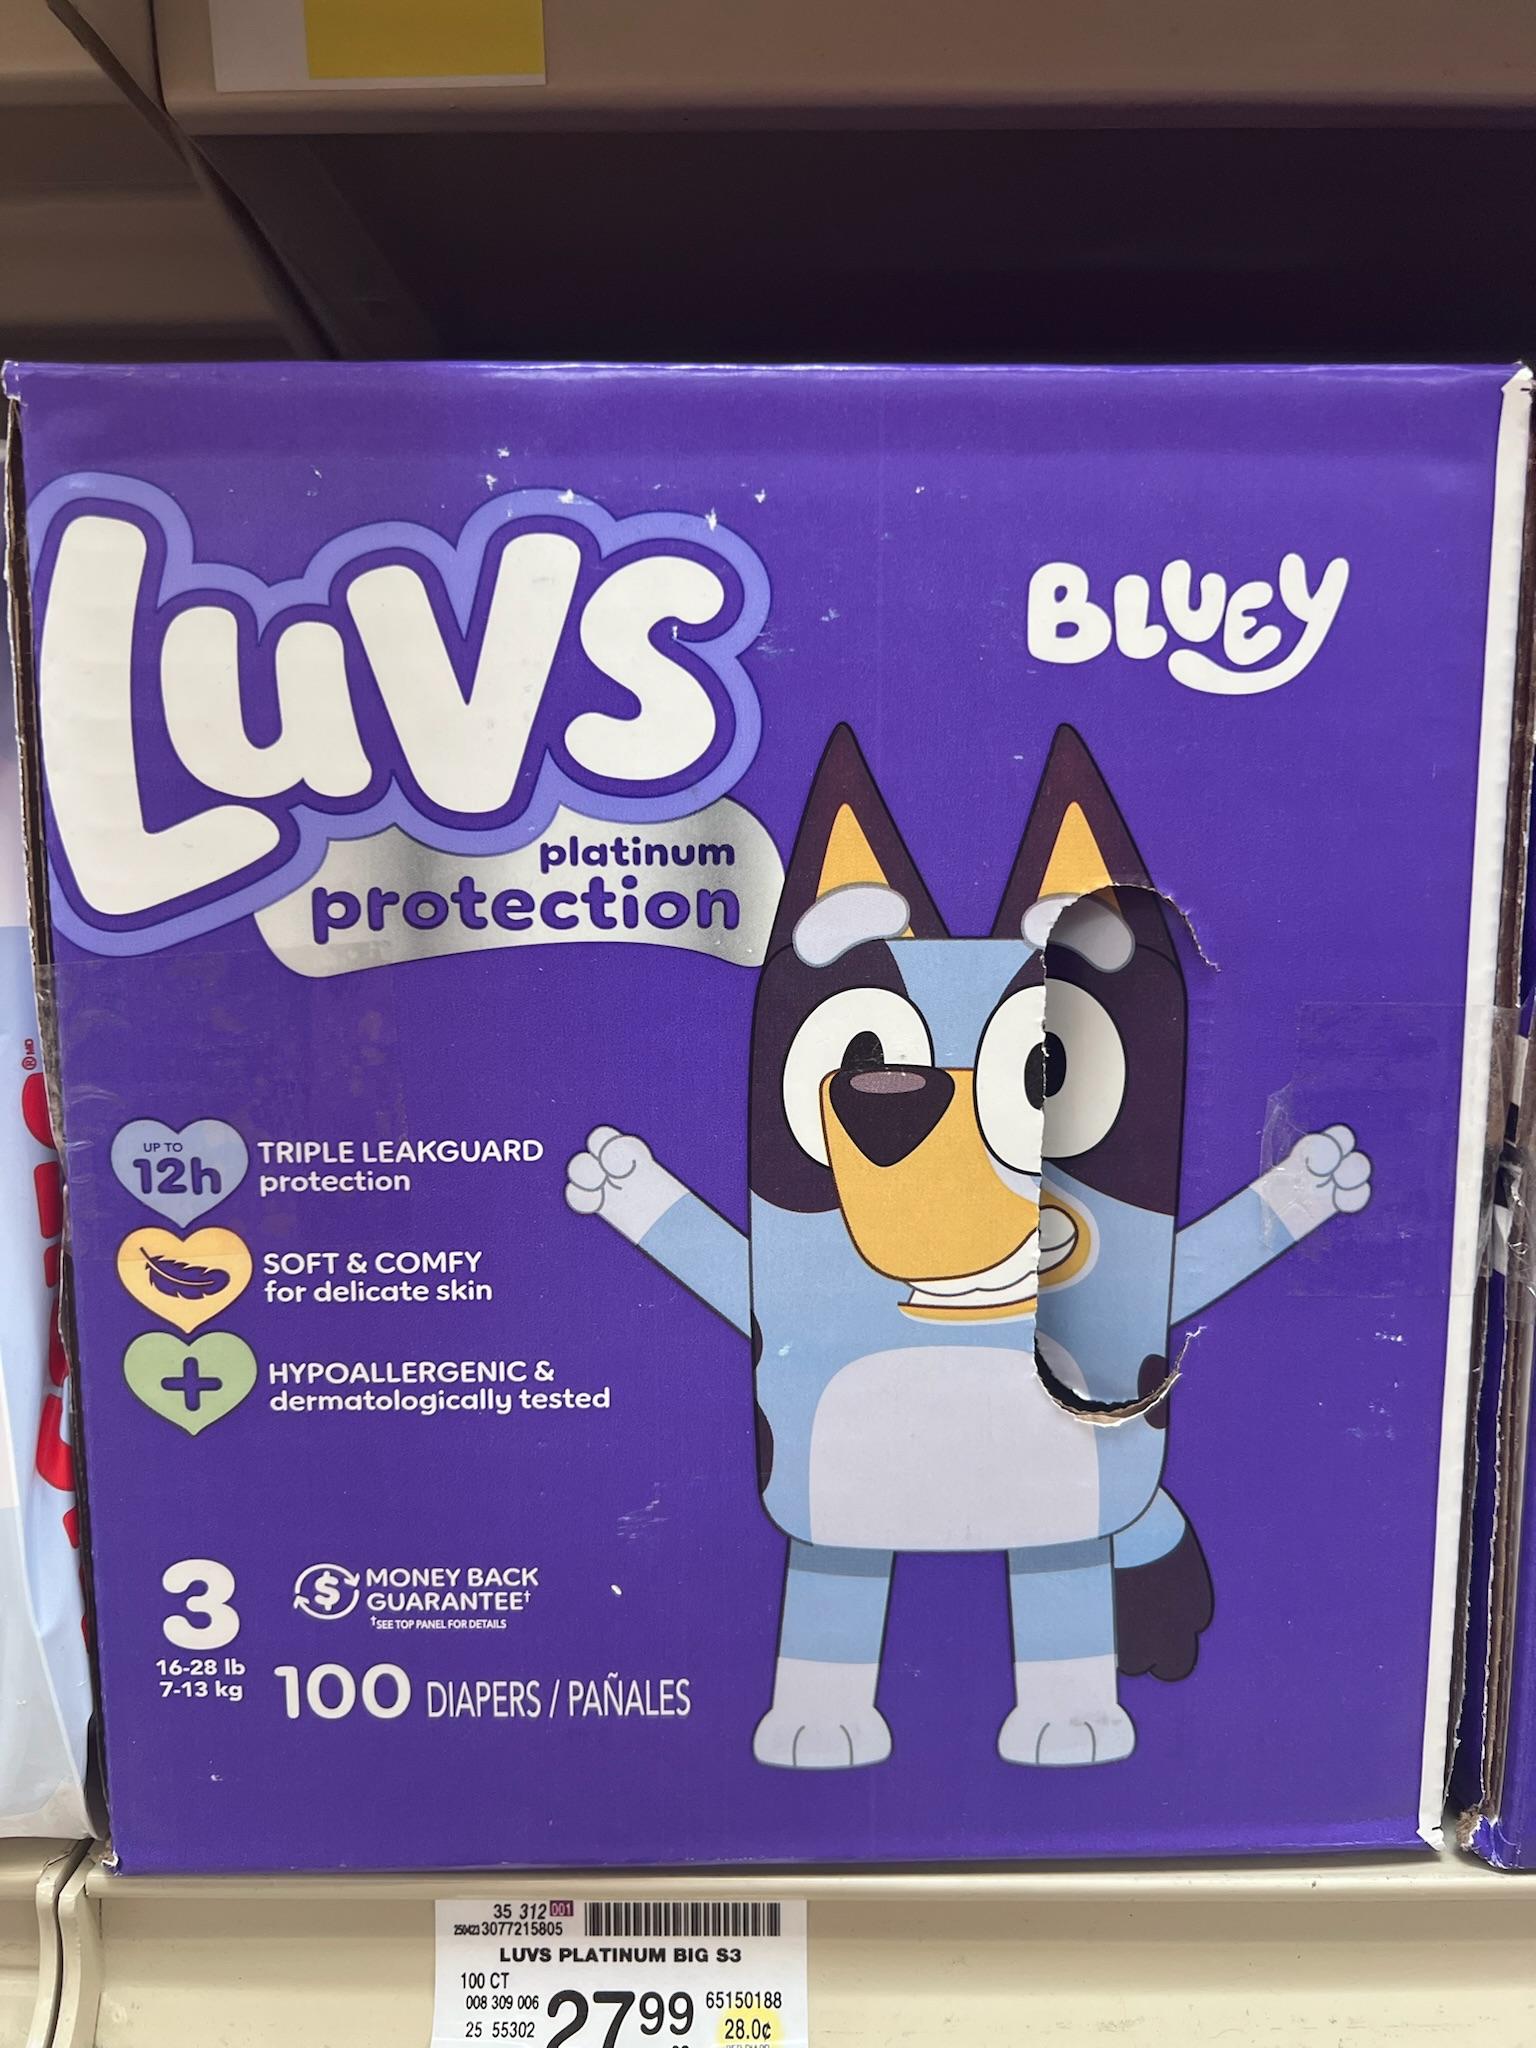 Luvs
BLUEY
platinum
protection
UP TO
12h
TRIPLE LEAKGUARD
protection
SOFT & COMFY
for delicate skin
HYPOALLERGENIC &
dermatologically tested
3
16-28 lb
7-13 kg
MONEY BACK
GUARANTEE†
†SEE TOP PANEL FOR DETAILS
100 DIAPERS / PAÑALES
35 312 001
250423 3077215805
LUVS PLATINUM BIG S3
100 CT
008 309 006
25 55302
27 99
65150188
28.0¢